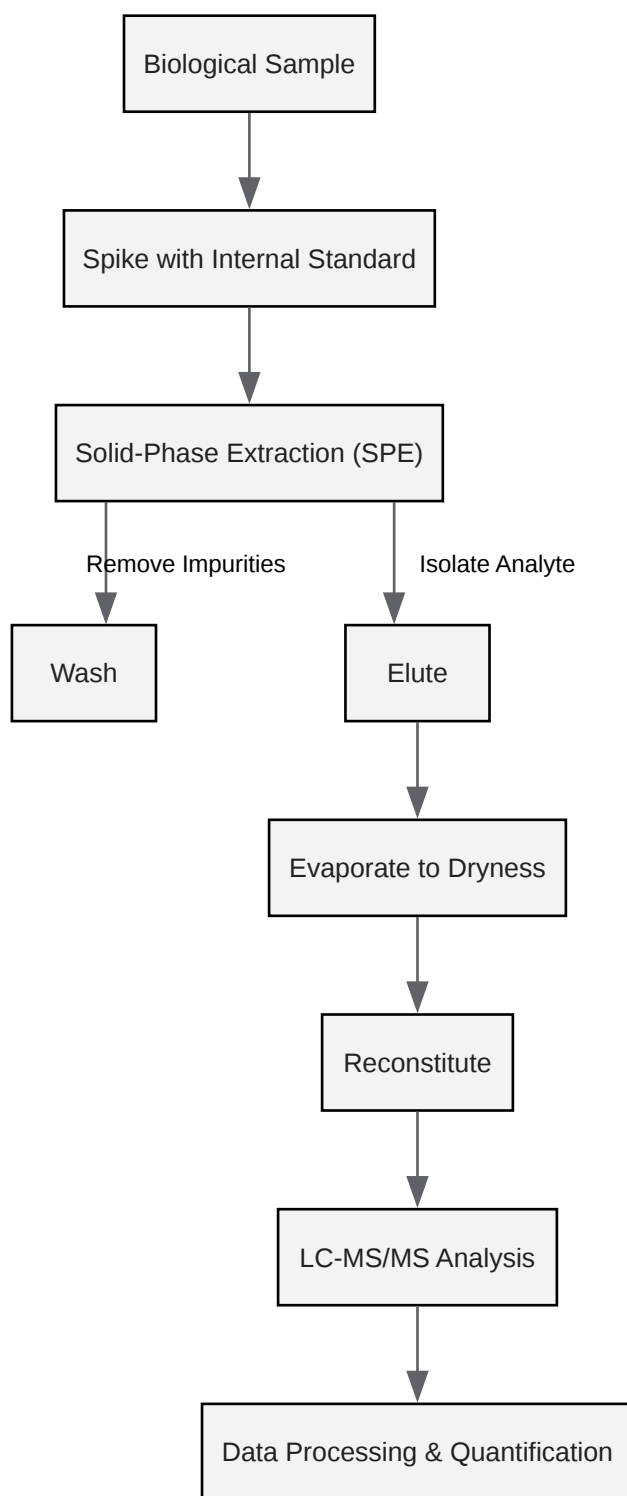 Biological Sample
Spike with Internal Standard
Solid-Phase Extraction (SPE)
Remove Impurities
Isolate Analyte
Wash
Elute
Evaporate to Dryness
Reconstitute
LC-MS/MS Analysis
Data Processing & Quantification